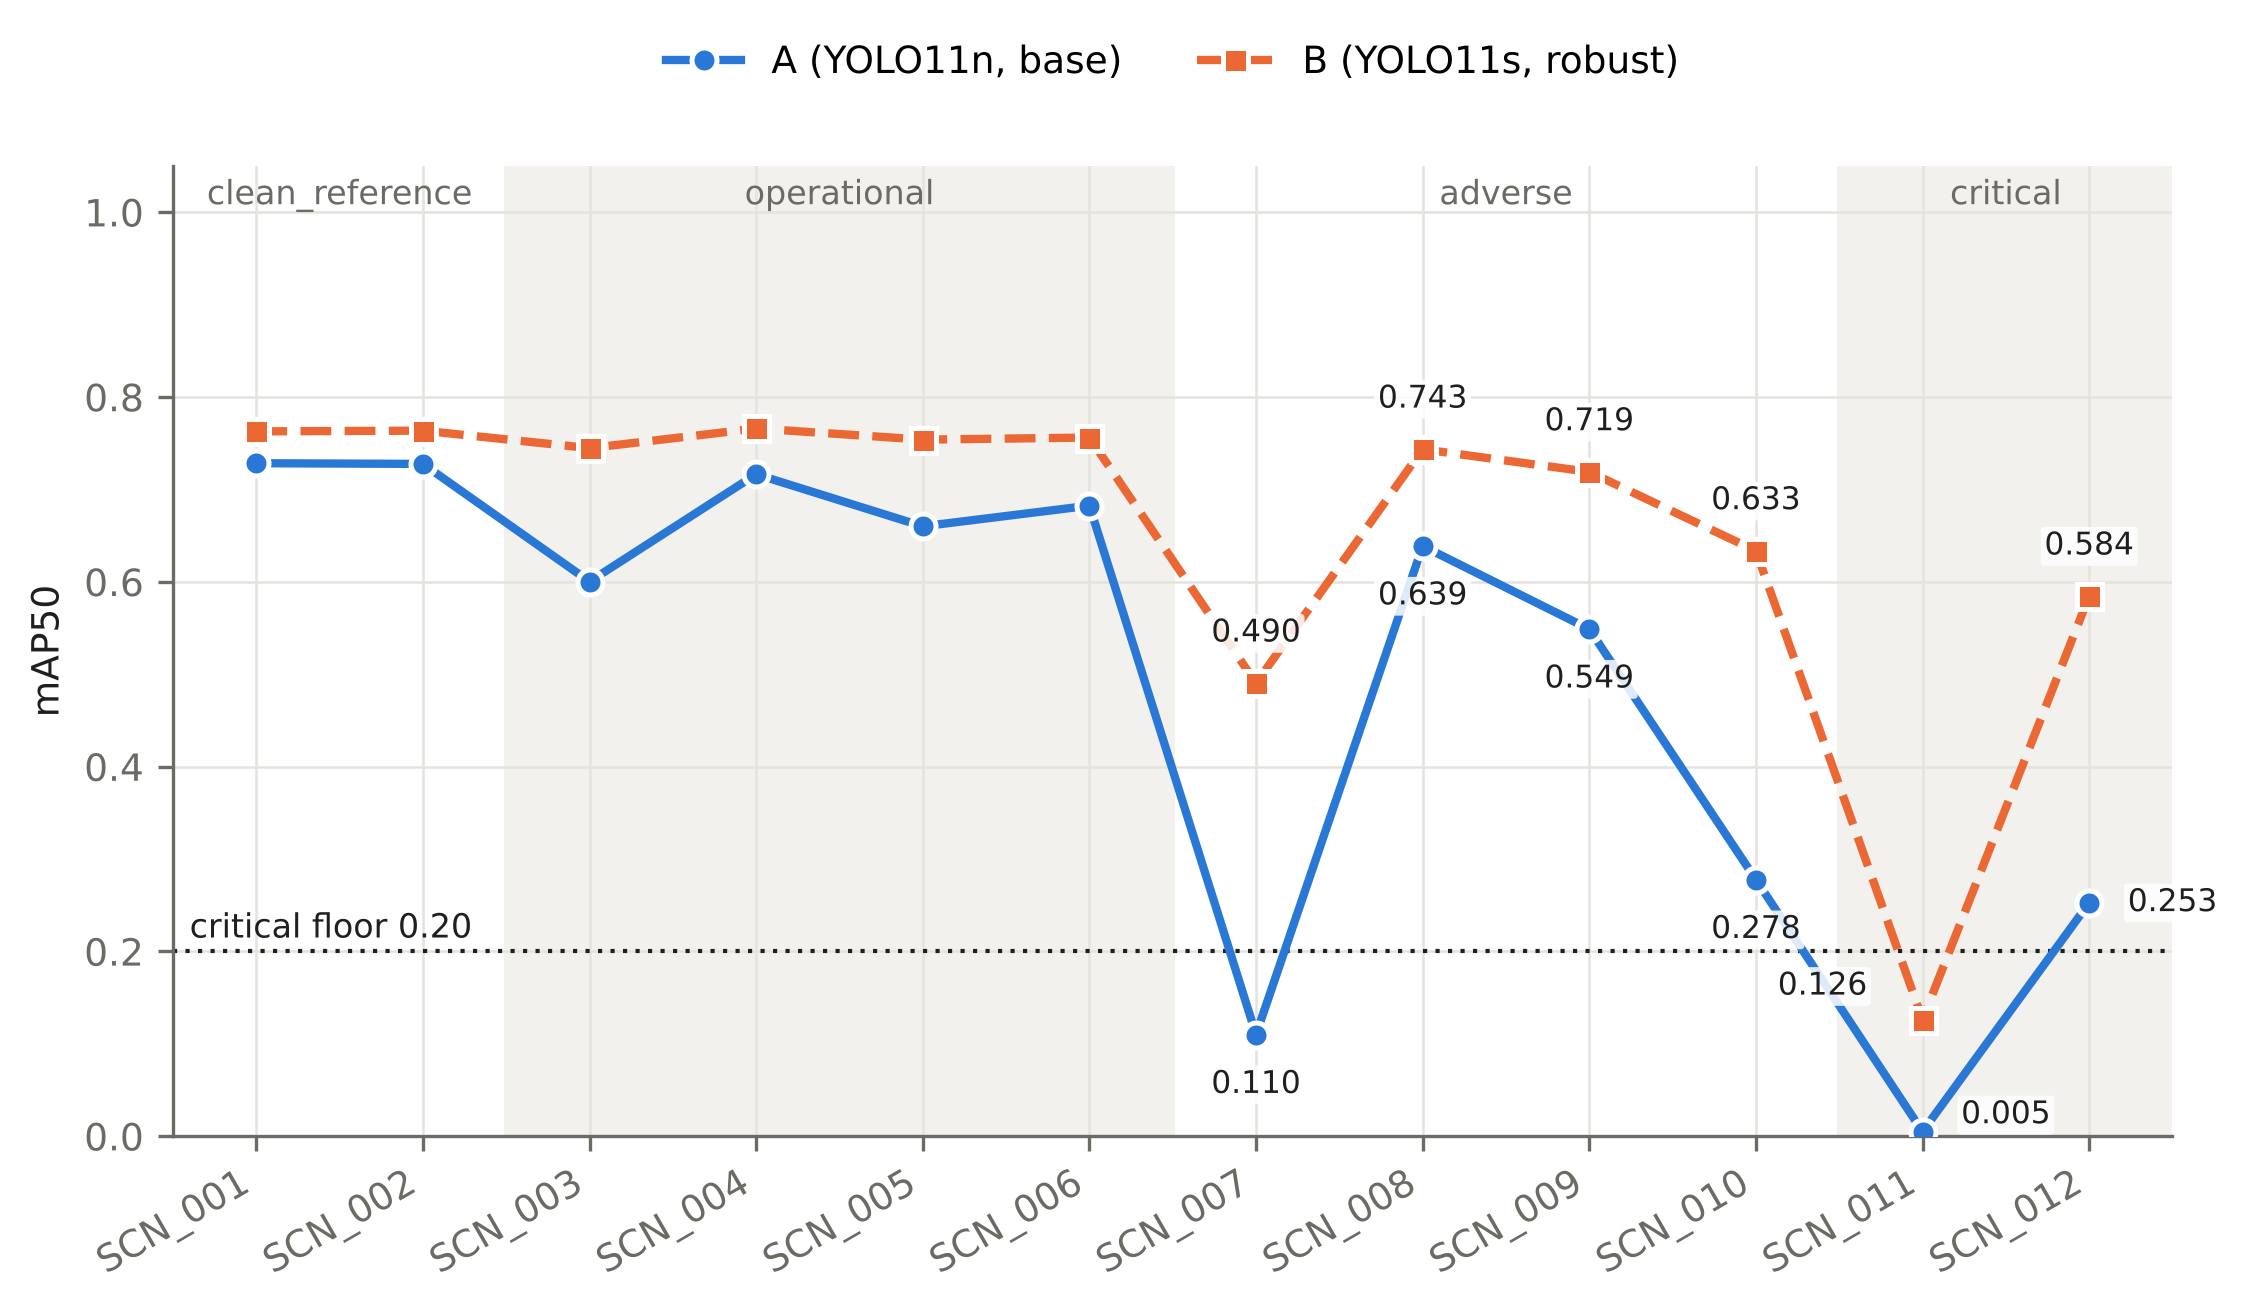 A (YOLO11n, base)
B (YOLO11s, robust)
clean_reference
operational
adverse
critical
mAP50
1.0
0.8
0.6
0.4
0.2
0.0
0.743
0.719
0.633
0.584
0.490
0.639
0.549
0.253
0.278
0.126
0.110
0.005
critical floor 0.20
SCN_001
SCN_002
SCN_003
SCN_004
SCN_005
SCN_006
SCN_007
SCN_008
SCN_009
SCN_010
SCN_011
SCN_012